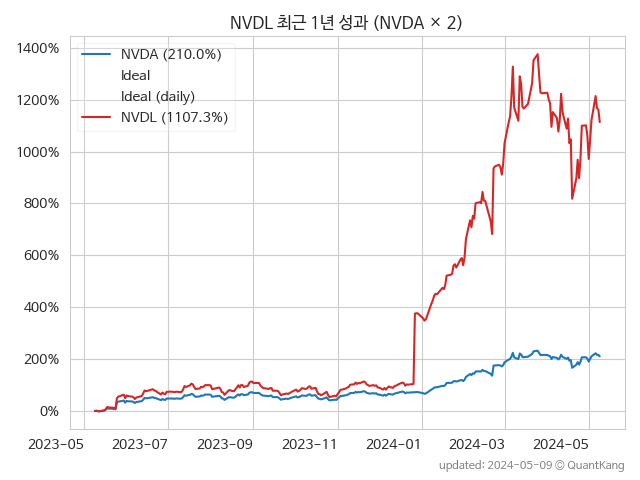 NVDL 최근 1년 성과 (NVDA × 2)
1400%
1200%
1000%
800%
600%
400%
200%
0%
NVDA (210.0%)
Ideal
Ideal (daily)
NVDL (1107.3%)
2023-05
2023-07
2023-09
2023-11
2024-01
2024-03
2024-05
updated: 2024-05-09 © QuantKang